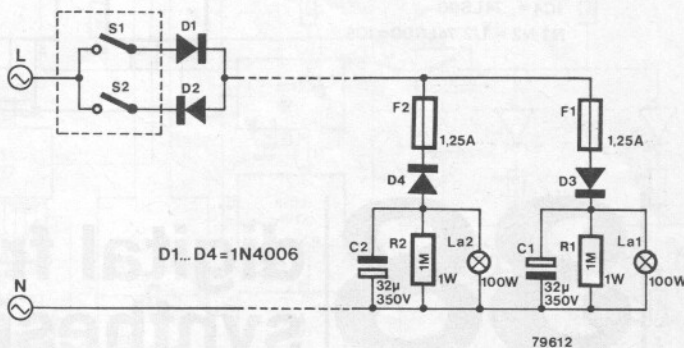 L
S1
D1
S2
D2
F2
1,25A
F1
1,25A
D4
D3
C2
R2
1M
1W
La2
100W
32µ
350V
C1
R1
1M
1W
La1
100W
32µ
350V
D1...D4=1N4006
N
79612